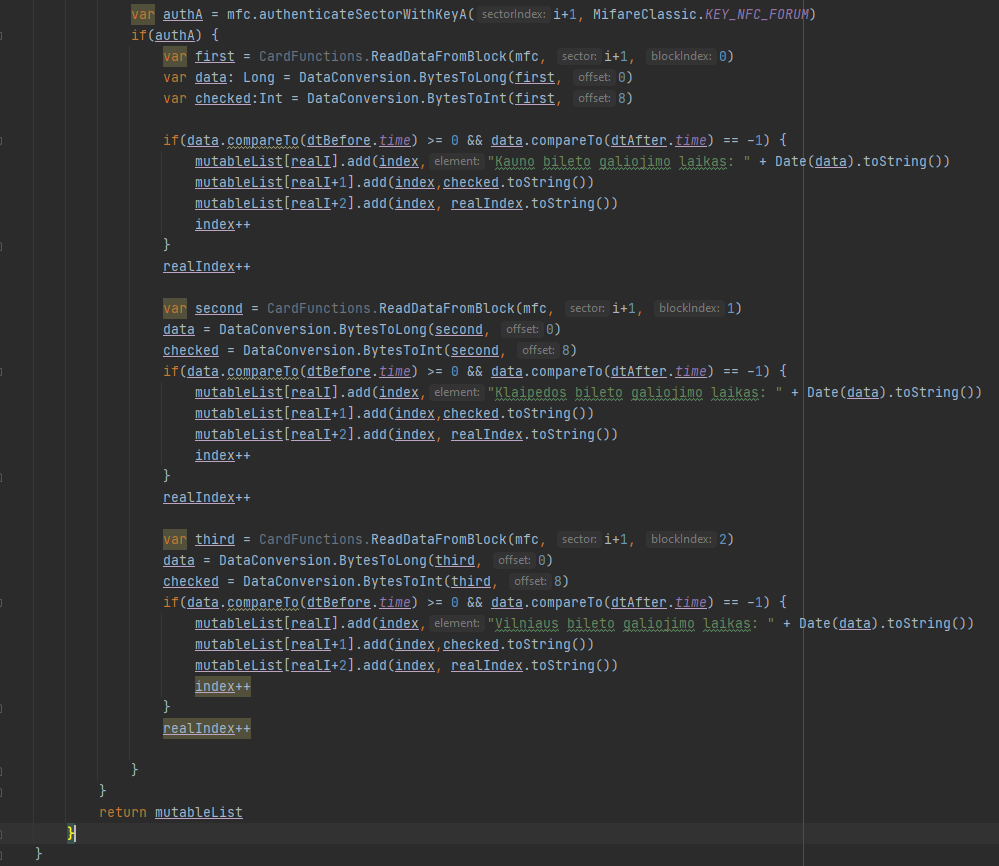 var authA = mfc.authenticateSectorWithKeyA( sectorIndex: i+1, MifareClassic.KEY_NFC_FORUM)
if(authA) {
var first = CardFunctions.ReadDataFromBlock(mfc, sector: i+1, blockIndex: 0)
var data: Long = DataConversion.BytesToLong(first, offset: 0)
var checked:Int = DataConversion.BytesToInt(first, offset: 8)
if(data.compareTo(dtBefore.time) >= 0 && data.compareTo(dtAfter.time) == -1) {
mutableList[realI].add(index, element: "Kauno bileto galiojimo laikas: " + Date(data).toString())
mutableList[realI+1].add(index,checked.toString())
mutableList[realI+2].add(index, realIndex.toString())
index++
}
realIndex++
var second = CardFunctions.ReadDataFromBlock(mfc, sector: i+1, blockIndex: 1)
data = DataConversion.BytesToLong(second, offset: 0)
checked = DataConversion.BytesToInt(second, offset: 8)
if(data.compareTo(dtBefore.time) >= 0 && data.compareTo(dtAfter.time) == -1) {
mutableList[realI].add(index, element: "Klaipedos bileto galiojimo laikas: " + Date(data).toString())
mutableList[realI+1].add(index,checked.toString())
mutableList[realI+2].add(index, realIndex.toString())
index++
}
realIndex++
var third = CardFunctions.ReadDataFromBlock(mfc, sector: i+1, blockIndex: 2)
data = DataConversion.BytesToLong(third, offset: 0)
checked = DataConversion.BytesToInt(third, offset: 8)
if(data.compareTo(dtBefore.time) >= 0 && data.compareTo(dtAfter.time) == -1) {
mutableList[realI].add(index, element: "Vilniaus bileto galiojimo laikas: " + Date(data).toString())
mutableList[realI+1].add(index,checked.toString())
mutableList[realI+2].add(index, realIndex.toString())
index++
}
realIndex++
}
}
return mutableList
}
}